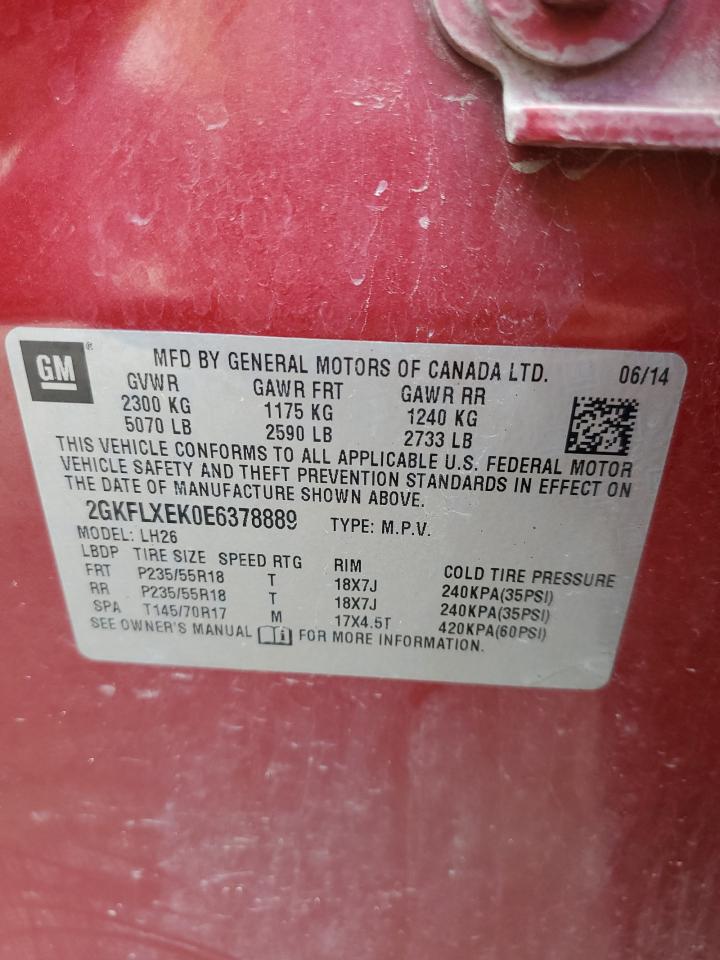 GM ®
MFD BY GENERAL MOTORS OF CANADA LTD. 06/14
GVWR GAWR FRT GAWR RR
2300 KG 1175 KG 1240 KG
5070 LB 2590 LB 2733 LB
THIS VEHICLE CONFORMS TO ALL APPLICABLE U.S. FEDERAL MOTOR
VEHICLE SAFETY AND THEFT PREVENTION STANDARDS IN EFFECT ON
THE DATE OF MANUFACTURE SHOWN ABOVE.
2GKFLXEK0E6378889 TYPE: M.P.V.
MODEL: LH26
LBDP TIRE SIZE SPEED RTG RIM COLD TIRE PRESSURE
FRT P235/55R18 T 18X7J 240KPA(35PSI)
RR P235/55R18 T 18X7J 240KPA(35PSI)
SPA T145/70R17 M 17X4.5T 420KPA(60PSI)
SEE OWNER'S MANUAL i FOR MORE INFORMATION.